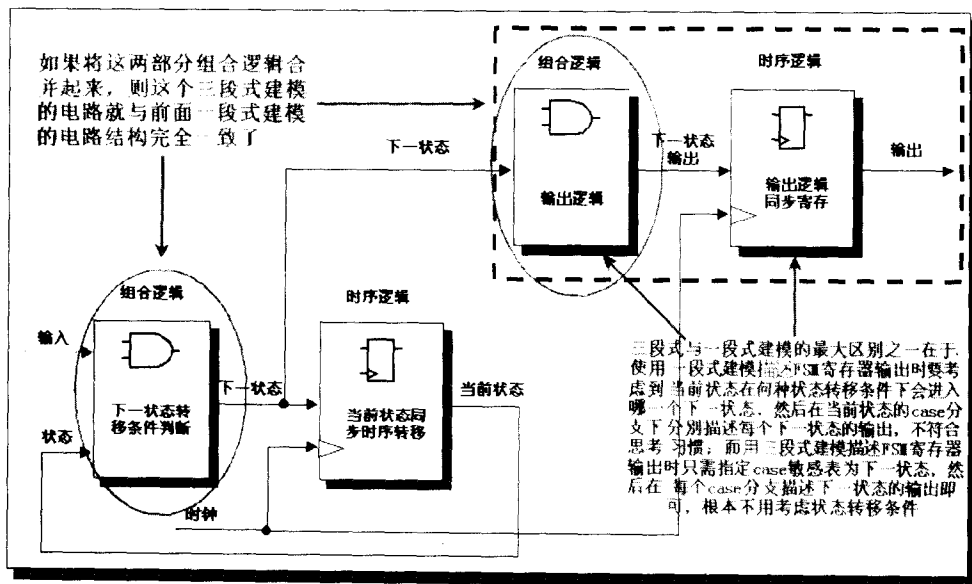 如果将这两部分组合逻辑合
并起来，则这个三段式建模
的电路就与前面一段式建模
的电路结构完全一致了
组合逻辑
时序逻辑
下一状态
输出逻辑
下一状态
输出
输出逻辑
同步寄存
输出
组合逻辑
时序逻辑
输入
状态
下一状态转
移条件判断
下一状态
当前状态同
步时序转移
当前状态
时钟
三段式与一段式建模的最大区别之一在于，
使用一段式建模描述FSM寄存器输出时要考
虑到当前状态在何种状态转移条件下会进入
哪一个下一状态，然后在当前状态的case分
支下分别描述每个下一状态的输出，不符合
思考习惯；而用三段式建模描述FSM寄存器
输出时只需指定case敏感表为下一状态，然
后在每个case分支描述下一状态的输出即
可，根本不用考虑状态转移条件